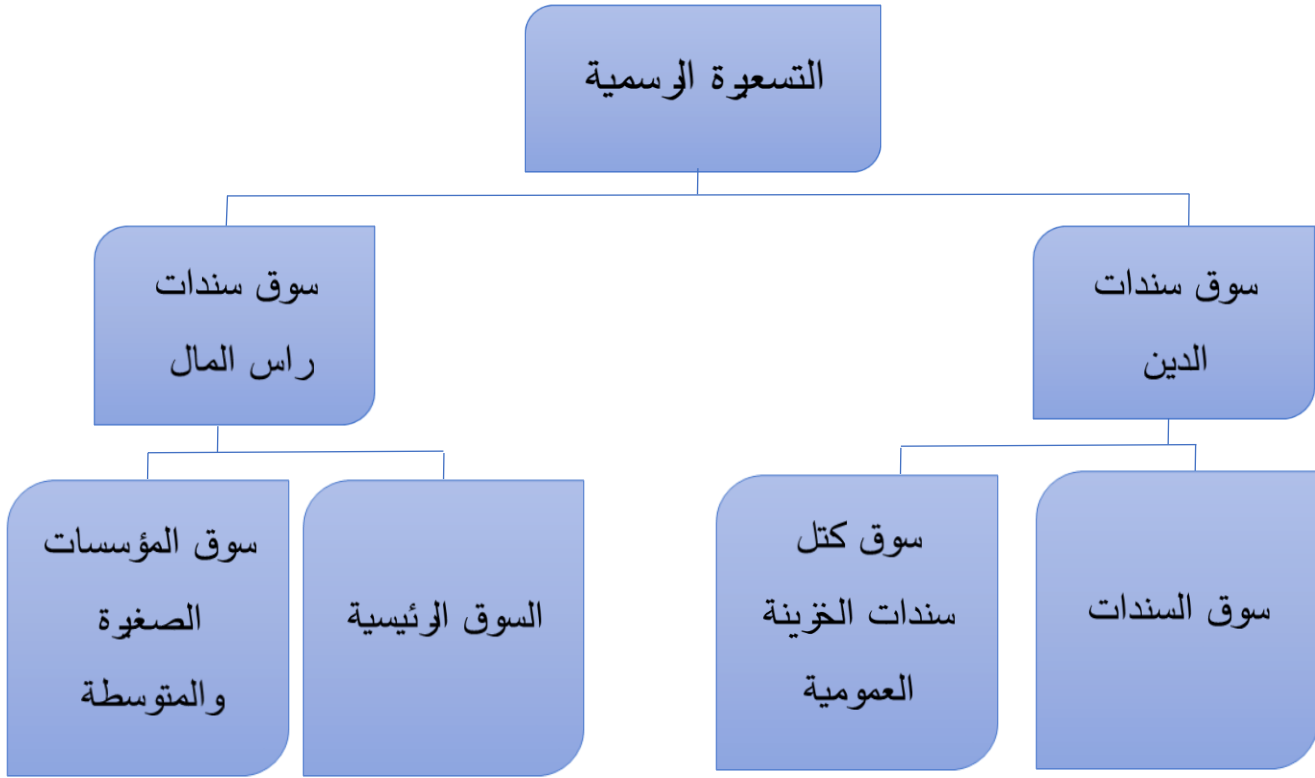 التسعيرة الرسمية
سوق سندات
الدين
سوق سندات
راس المال
سوق السندات
سوق كتل
سندات الخزينة
العمومية
السوق الرئيسية
سوق المؤسسات
الصغيرة
والمتوسطة